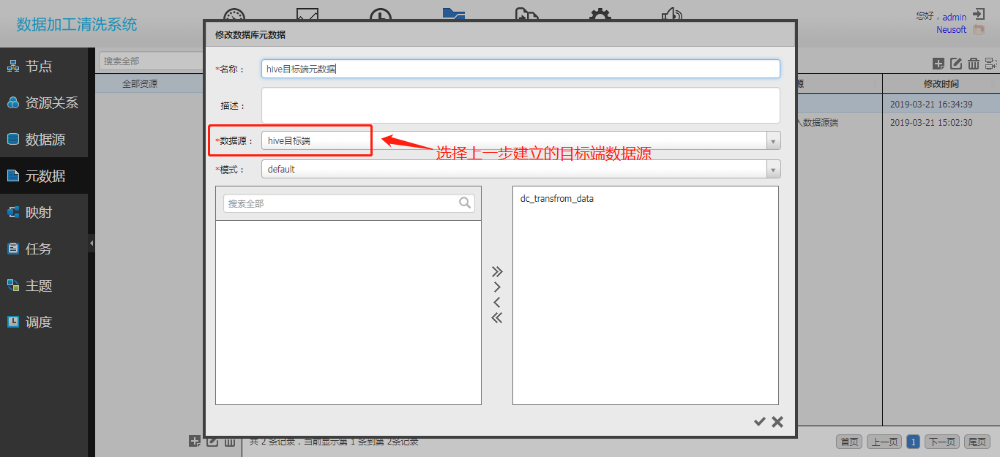 数据加工清洗系统
您好，admin
Neusoft
节点
资源关系
数据源
元数据
映射
任务
主题
调度
搜索全部
全部资源
修改数据库元数据
*名称：
hive目标端元数据
描述：
*数据源：
hive目标端
选择上一步建立的目标端数据源
*模式：
default
搜索全部
dc_transfrom_data
源
修改时间
2019-03-21 16:34:39
入数据源端
2019-03-21 15:02:30
共 2 条记录，当前显示第 1 条到第 2条记录
首页
上一页
1
下一页
尾页